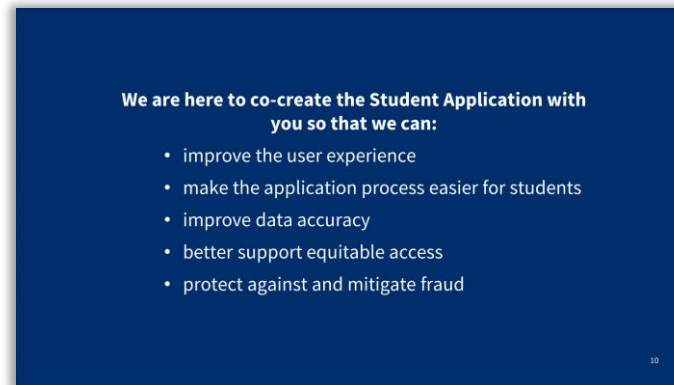 We are here to co-create the Student Application with
you so that we can:
• improve the user experience
• make the application process easier for students
• improve data accuracy
• better support equitable access
• protect against and mitigate fraud
10